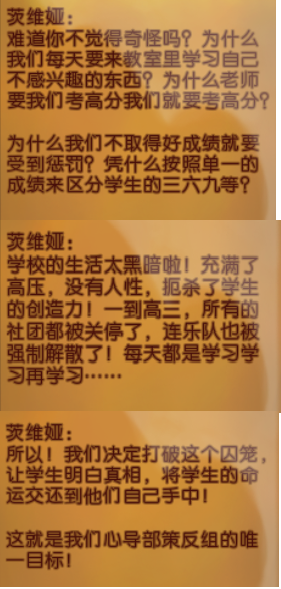 茨维娅：
难道你不觉得奇怪吗？为什么
我们每天要来教室里学习自己
不感兴趣的东西？为什么老师
要我们考高分我们就要考高分？
为什么我们不取得好成绩就要
受到惩罚？凭什么按照单一的
成绩来区分学生的三六九等？
茨维娅：
学校的生活太黑暗啦！充满了
高压，没有人性，扼杀了学生
的创造力！一到高三，所有的
社团都被关停了，连乐队也被
强制解散了！每天都是学习学
习再学习……
茨维娅：
所以！我们决定打破这个囚笼，
让学生明白真相，将学生的命
运交还到他们自己手中！
这就是我们心导部策反组的唯
一目标！